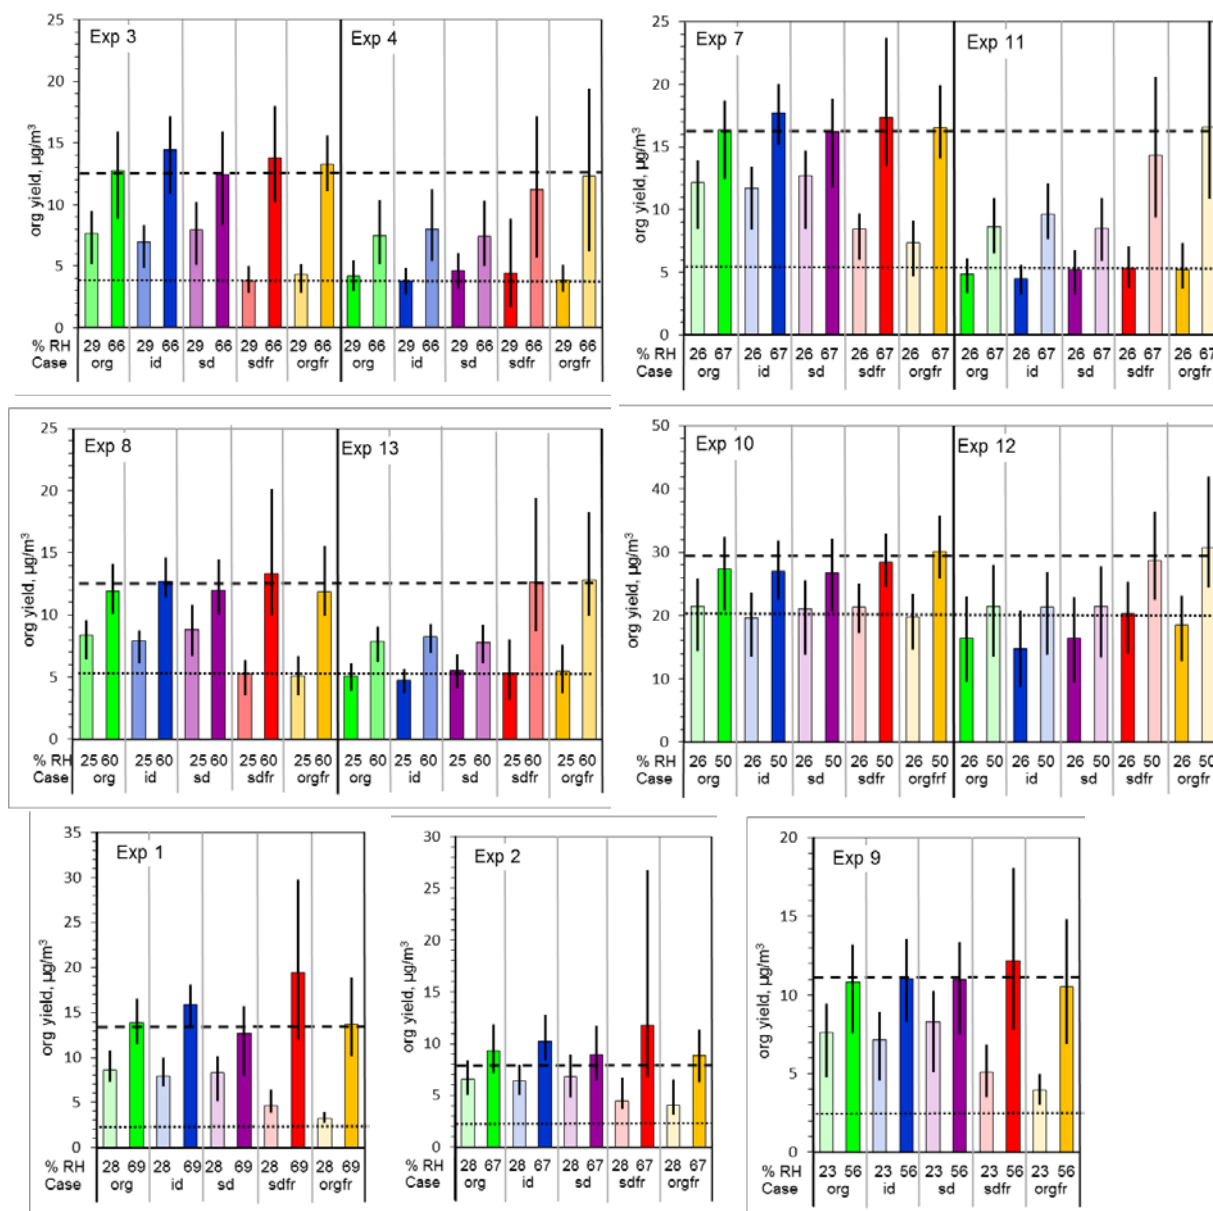 Exp 3
Exp 4
org yield, µg/m³
25
20
15
10
5
0
% RH 29 66 29 66 29 66 29 66 29 66 29 66 29 66 29 66 29 66 29 66
Case org id sd sdfr orgfr org id sd sdfr orgfr
Exp 7
Exp 11
org yield, µg/m³
25
20
15
10
5
0
% RH 26 67 26 67 26 67 26 67 26 67 26 67 26 67 26 67 26 67 26 67
Case org id sd sdfr orgfr org id sd sdfr orgfr
Exp 8
Exp 13
org yield, µg/m³
25
20
15
10
5
0
% RH 25 60 25 60 25 60 25 60 25 60 25 60 25 60 25 60 25 60 25 60
Case org id sd sdfr orgfr org id sd sdfr orgfr
Exp 10
Exp 12
org yield, µg/m³
50
40
30
20
10
0
% RH 26 50 26 50 26 50 26 50 26 50 26 50 26 50 26 50 26 50 26 50
Case org id sd sdfr orgfrf org id sd sdfr orgfr
Exp 1
org yield, µg/m³
35
30
25
20
15
10
5
0
% RH 28 69 28 69 28 69 28 69 28 69
Case org id sd sdfr orgfr
Exp 2
org yield, µg/m³
30
25
20
15
10
5
0
% RH 28 67 28 67 28 67 28 67 28 67
Case org id sd sdfr orgfr
Exp 9
org yield, µg/m³
20
15
10
5
0
% RH 23 56 23 56 23 56 23 56 23 56
Case org id sd sdfr orgfr